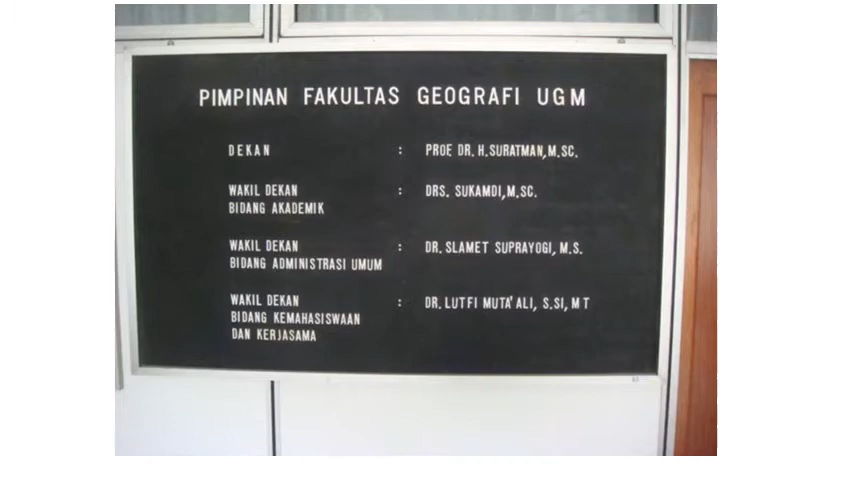 PIMPINAN FAKULTAS GEOGRAFI UGM
DEKAN : PROF. DR. H.SURATMAN,M.SC.
WAKIL DEKAN : DRS. SUKAMDI,M,SC.
BIDANG AKADEMIK
WAKIL DEKAN : DR. SLAMET SUPRAYOGI, M.S.
BIDANG ADMINISTRASI UMUM
WAKIL DEKAN : DR. LUTFI MUTA'ALI, S.SI, M T
BIDANG KEMAHASISWAAN
DAN KERJASAMA